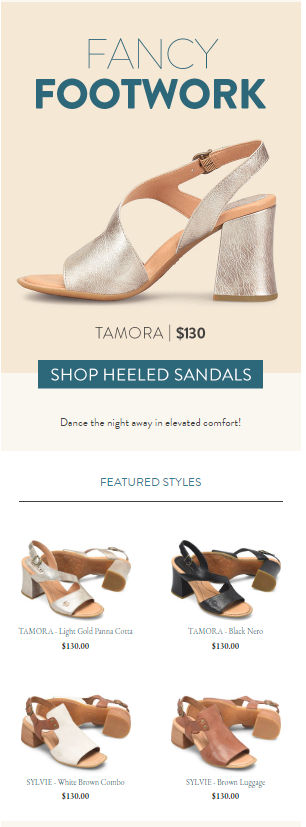 FANCY
FOOTWORK
TAMORA | $130
SHOP HEELED SANDALS
Dance the night away in elevated comfort!
FEATURED STYLES
TAMORA - Light Gold Panna Cotta
$130.00
TAMORA - Black Nero
$130.00
SYLVIE - White Brown Combo
$130.00
SYLVIE - Brown Luggage
$130.00